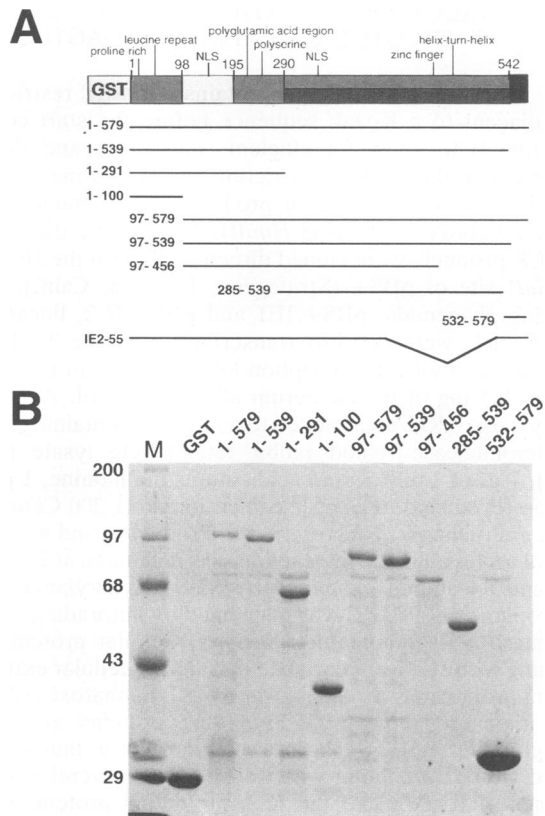 A
polyglutamic acid region
leucine repeat
helix-turn-helix
proline rich
NLS
polyserine
NLS
zinc finger
1
98
195
290
542
GST
1- 579
1- 539
1- 291
1- 100
97- 579
97- 539
97- 456
285- 539
532- 579
IE2-55
B
M
GST
1- 579
1- 539
1- 291
1- 100
97- 579
97- 539
97- 456
285- 539
532- 579
200
97
68
43
29